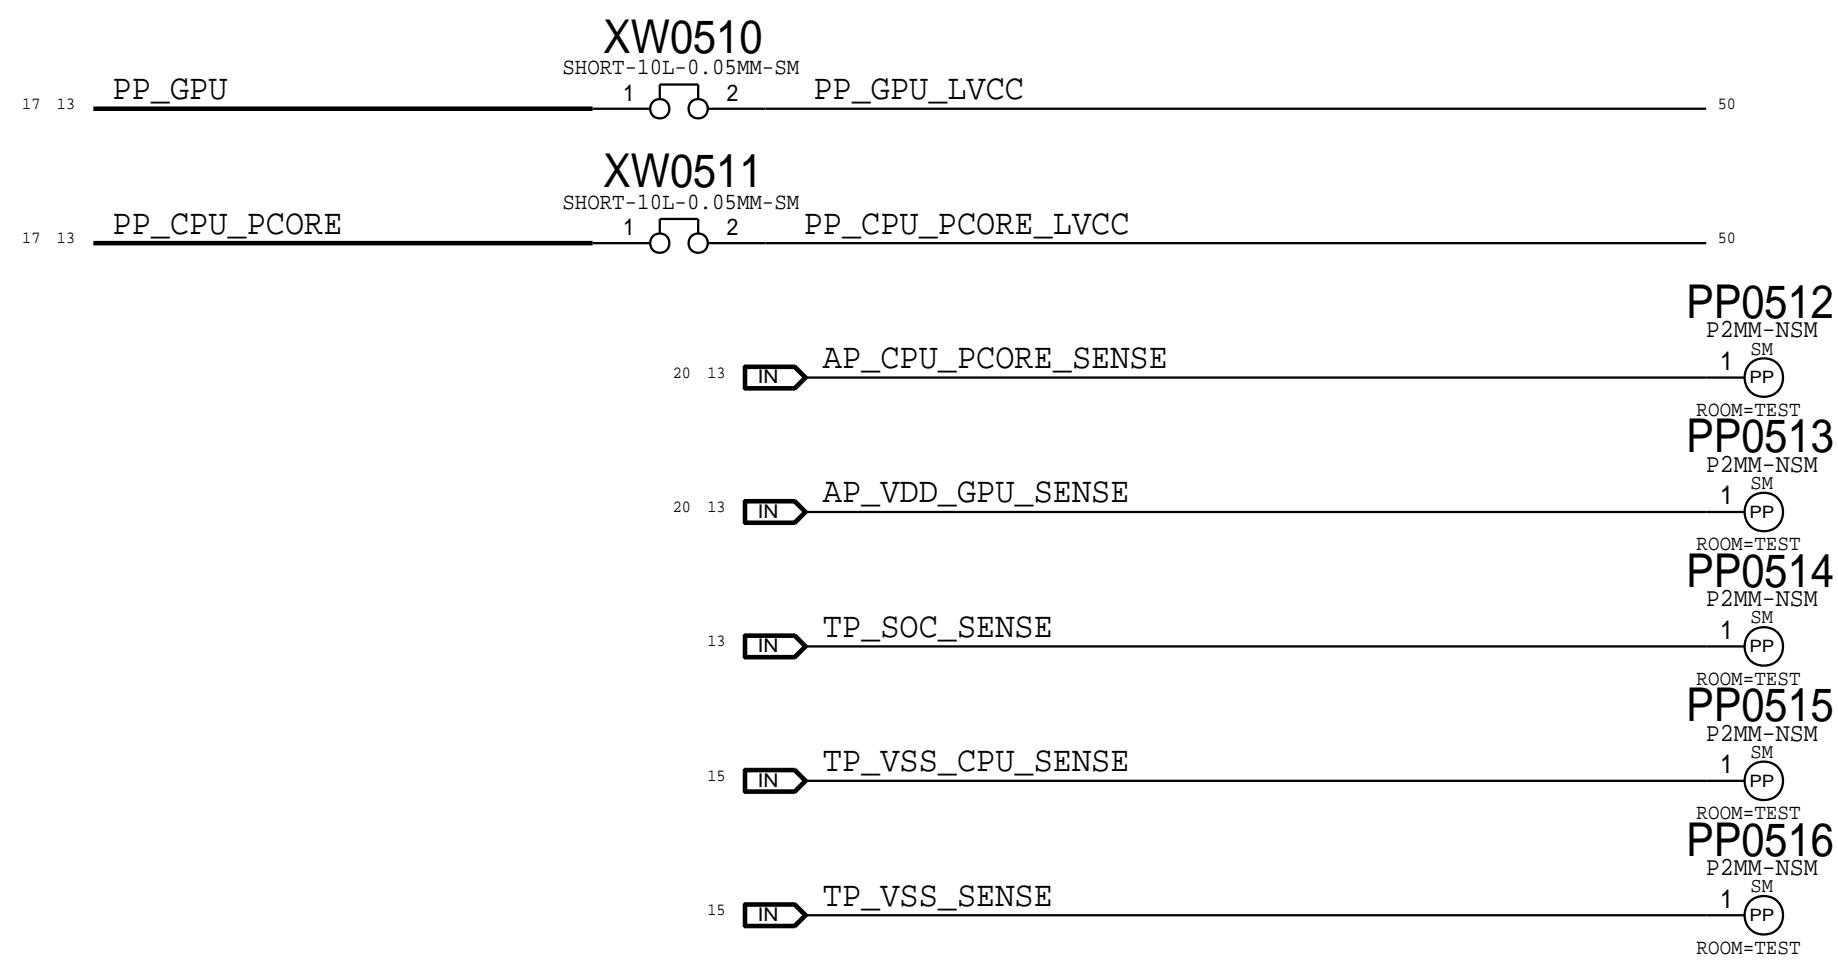 XW0510
SHORT-10L-0.05MM-SM
17 13 PP_GPU 1 2 PP_GPU_LVCC 50
XW0511
SHORT-10L-0.05MM-SM
17 13 PP_CPU_PCORE 1 2 PP_CPU_PCORE_LVCC 50
PP0512
P2MM-NSM
SM
20 13 IN AP_CPU_PCORE_SENSE 1 PP
ROOM=TEST
PP0513
P2MM-NSM
SM
20 13 IN AP_VDD_GPU_SENSE 1 PP
ROOM=TEST
PP0514
P2MM-NSM
SM
13 IN TP_SOC_SENSE 1 PP
ROOM=TEST
PP0515
P2MM-NSM
SM
15 IN TP_VSS_CPU_SENSE 1 PP
ROOM=TEST
PP0516
P2MM-NSM
SM
15 IN TP_VSS_SENSE 1 PP
ROOM=TEST